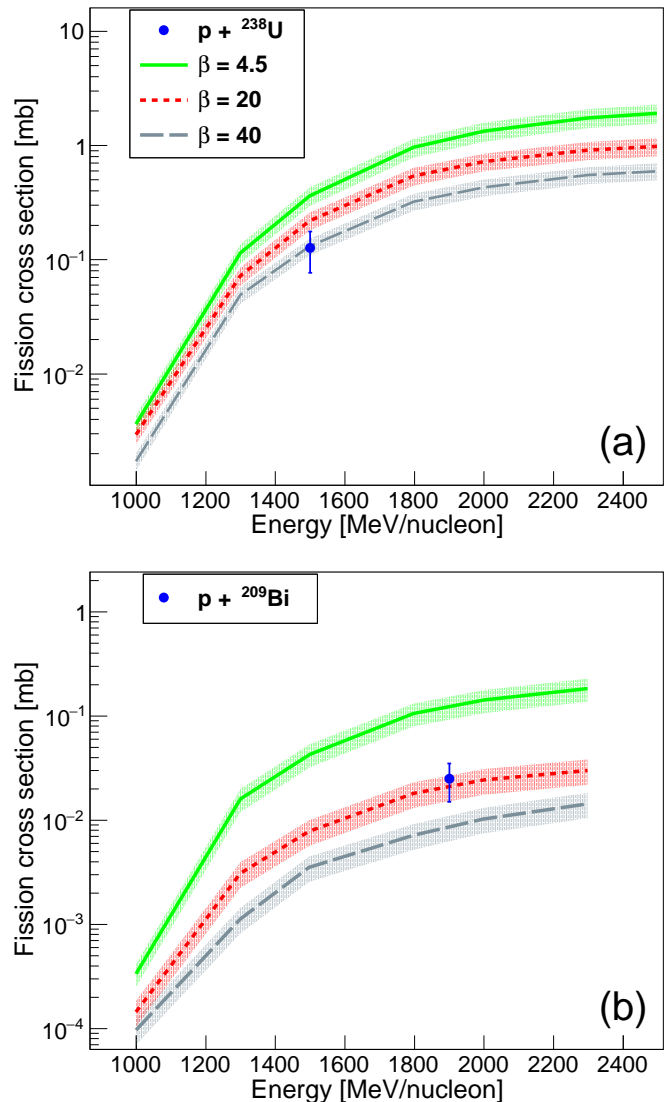 Fission cross section [mb]
10
1
10⁻¹
10⁻²
p + ²³⁸U
β = 4.5
β = 20
β = 40
(a)
1000 1200 1400 1600 1800 2000 2200 2400
Energy [MeV/nucleon]
Fission cross section [mb]
1
10⁻¹
10⁻²
10⁻³
10⁻⁴
p + ²⁰⁹Bi
(b)
1000 1200 1400 1600 1800 2000 2200 2400
Energy [MeV/nucleon]